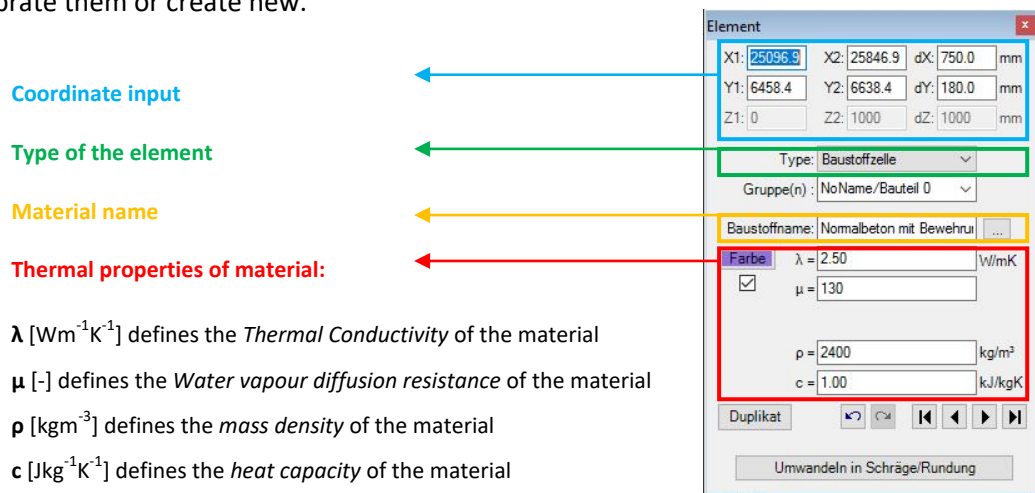 brate them or create new.
Coordinate input
Type of the element
Material name
Thermal properties of material:
λ [Wm⁻¹K⁻¹] defines the Thermal Conductivity of the material
μ [-] defines the Water vapour diffusion resistance of the material
ρ [kgm⁻³] defines the mass density of the material
c [Jkg⁻¹K⁻¹] defines the heat capacity of the material
Element x
X1: 25096.9 X2: 25846.9 dX: 750.0 mm
Y1: 6458.4 Y2: 6638.4 dY: 180.0 mm
Z1: 0 Z2: 1000 dZ: 1000 mm
Type: Baustoffzelle
Gruppe(n) : NoName/Bauteil 0
Baustoffname: Normalbeton mit Bewehru ...
Farbe λ = 2.50 W/mK
μ = 130
ρ = 2400 kg/m³
c = 1.00 kJ/kgK
Duplikat
Umwandeln in Schräge/Rundung